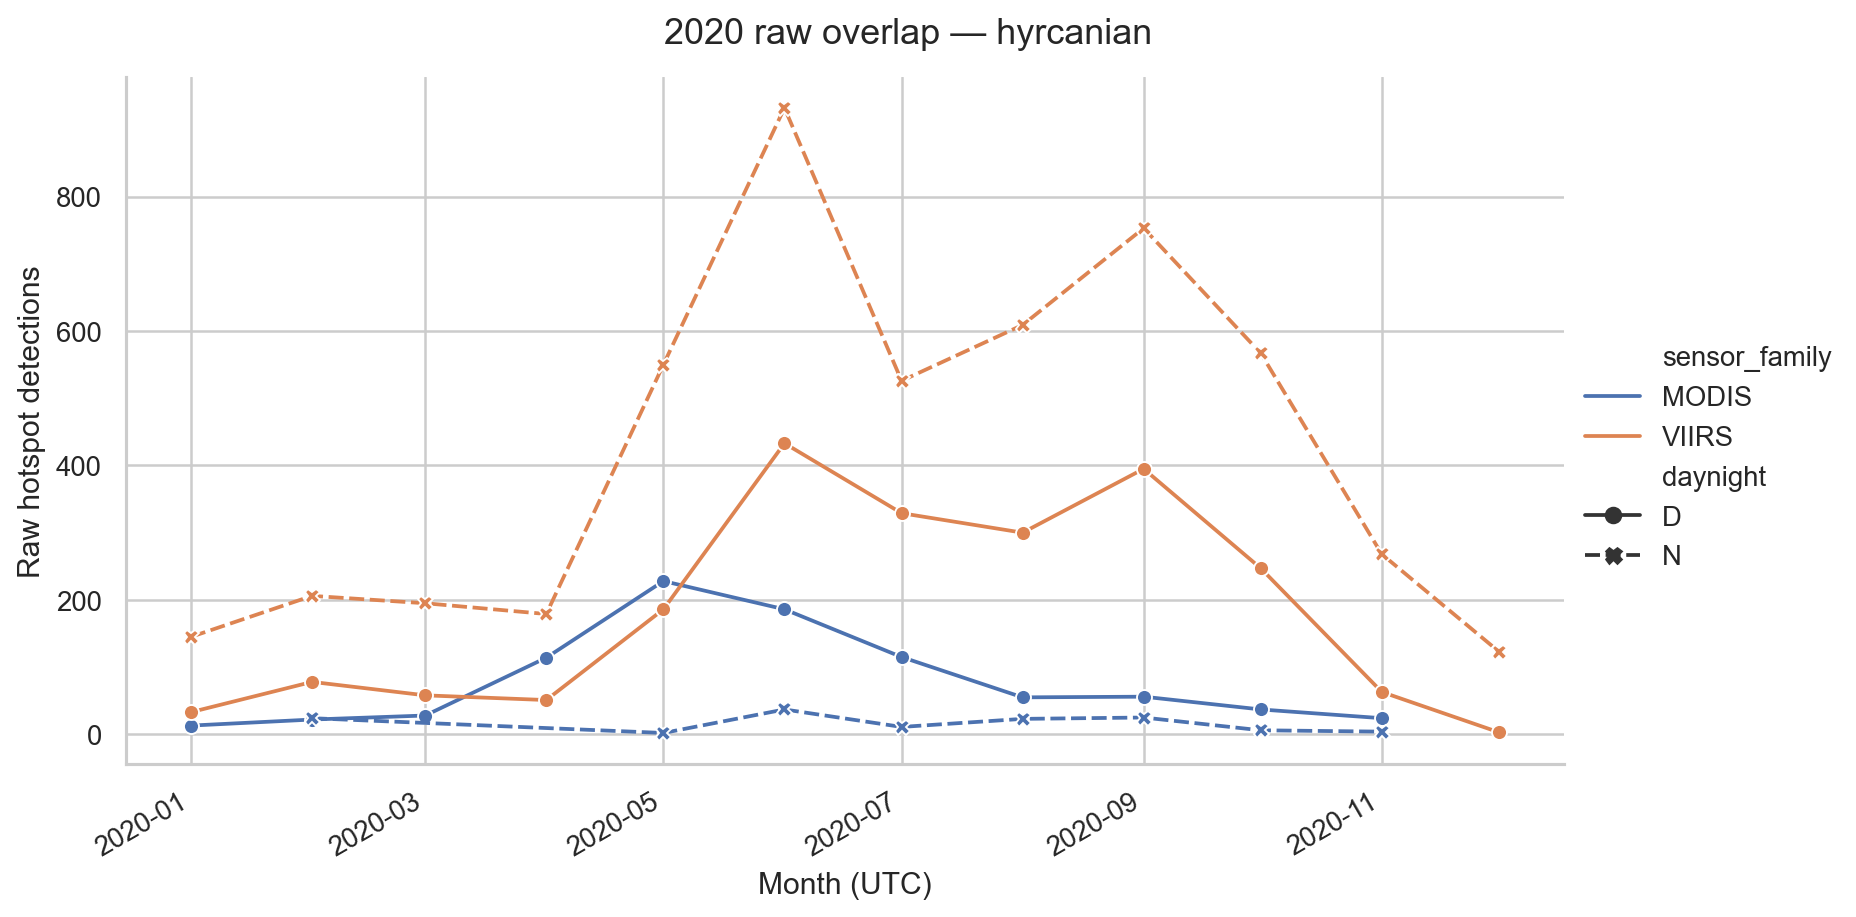 2020 raw overlap — hyrcanian
Raw hotspot detections
800
600
400
200
0
2020-01
2020-03
2020-05
2020-07
2020-09
2020-11
Month (UTC)
sensor_family
MODIS
VIIRS
daynight
D
N